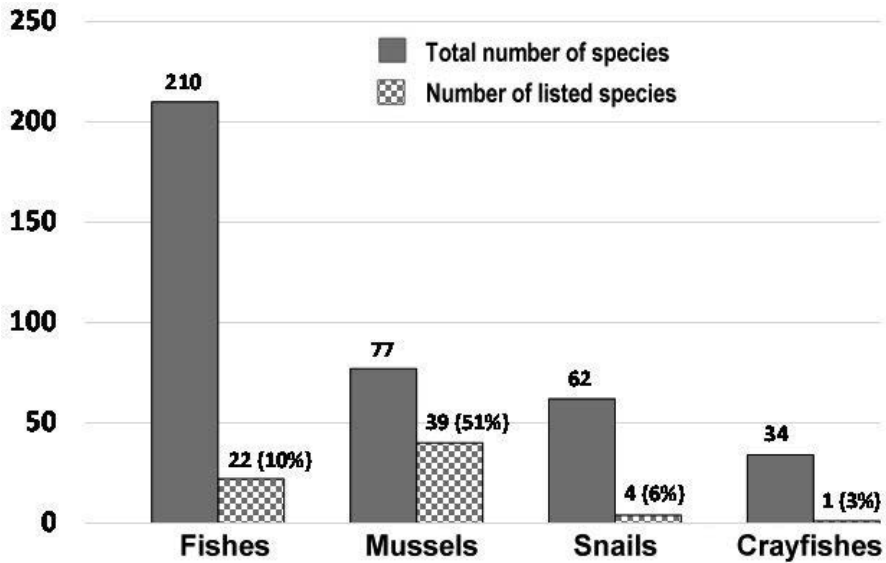 250
200
150
100
50
0
Total number of species
Number of listed species
210
22 (10%)
77
39 (51%)
62
4 (6%)
34
1 (3%)
Fishes
Mussels
Snails
Crayfishes